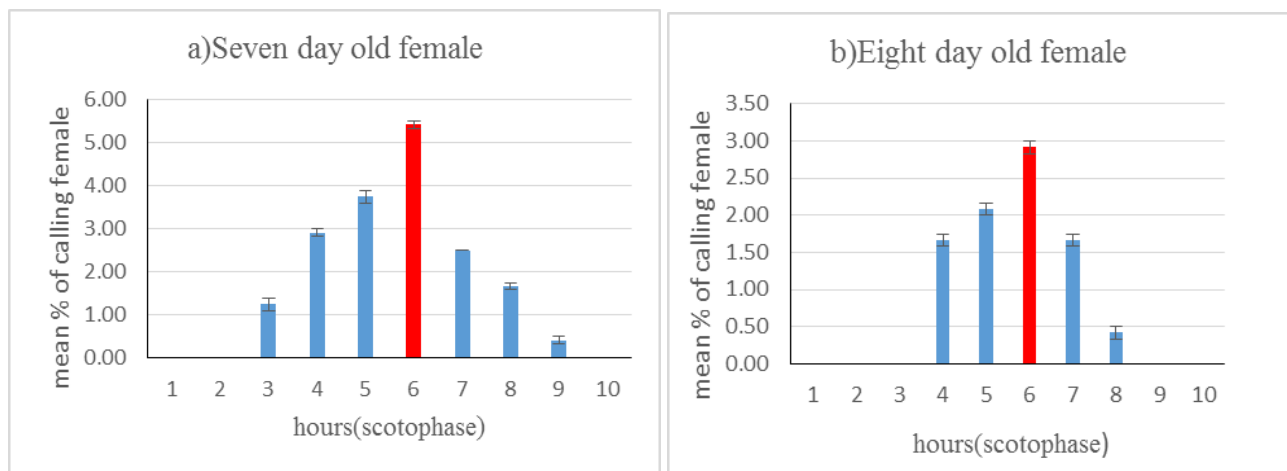 a)Seven day old female
6.00
5.00
4.00
3.00
2.00
1.00
0.00
mean % of calling female
1 2 3 4 5 6 7 8 9 10
hours(scotophase)
b)Eight day old female
3.50
3.00
2.50
2.00
1.50
1.00
0.50
0.00
mean % of calling female
1 2 3 4 5 6 7 8 9 10
hours(scotophase)